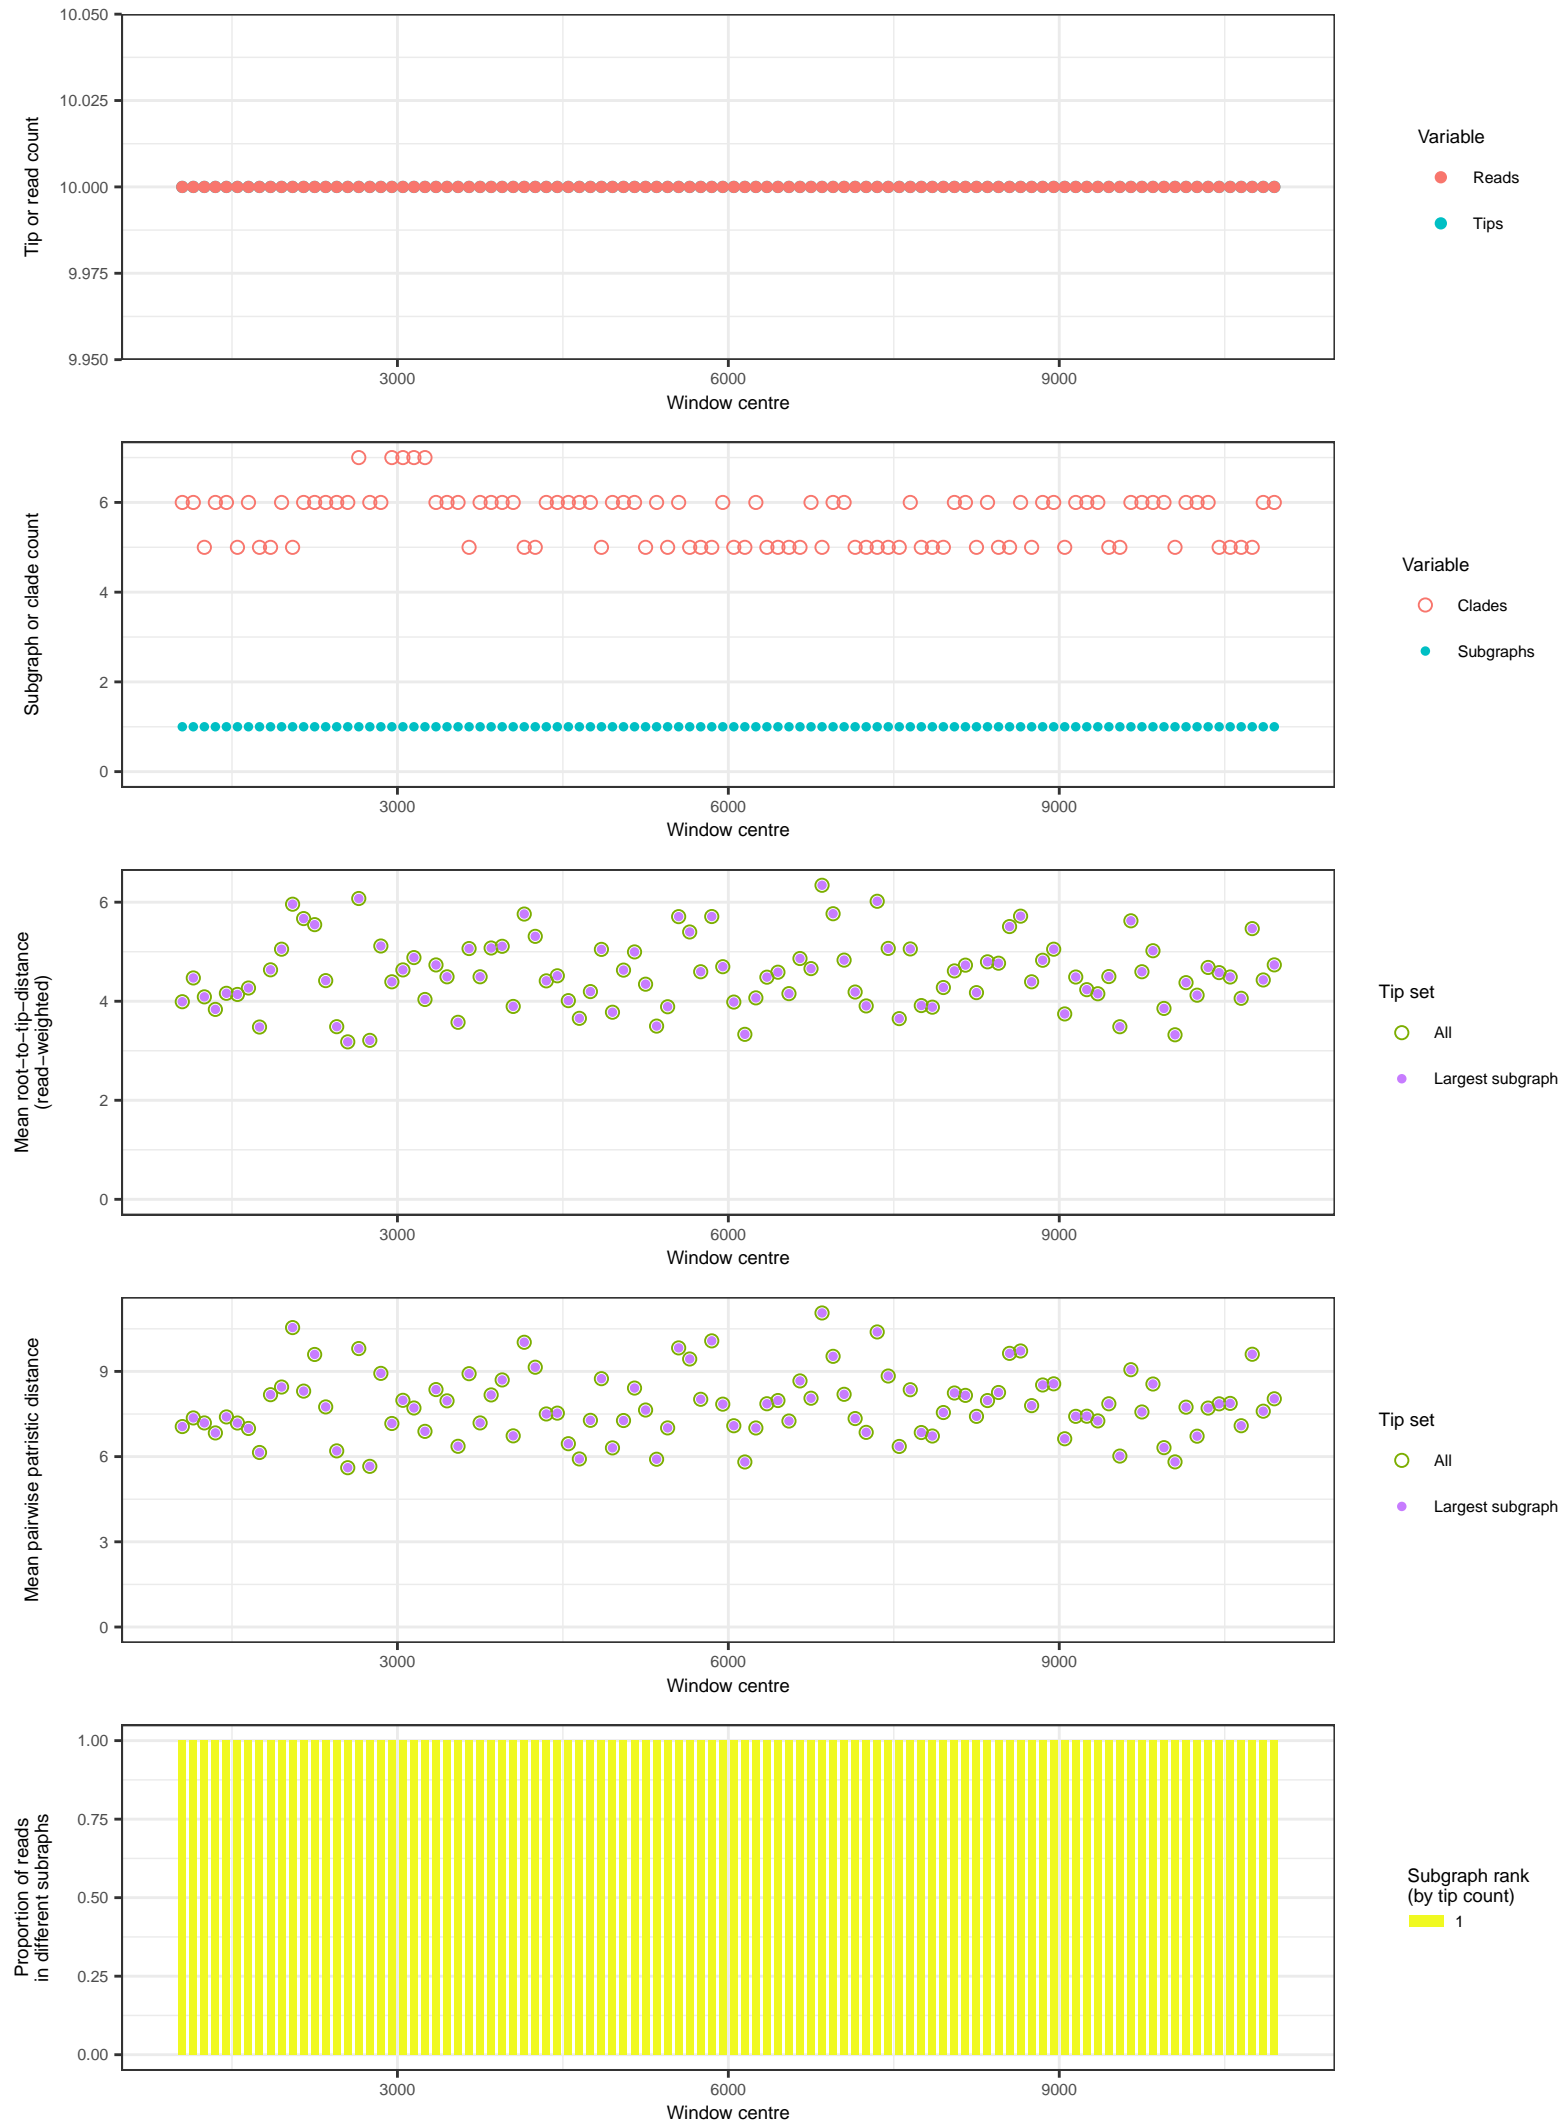 10.050
10.025
10.000
9.975
9.950
Tip or read count
3000 6000 9000
Window centre
Variable
Reads
Tips
6
4
2
0
Subgraph or clade count
3000 6000 9000
Window centre
Variable
Clades
Subgraphs
6
4
2
0
Mean root−to−tip−distance
(read−weighted)
3000 6000 9000
Window centre
Tip set
All
Largest subgraph
9
6
3
0
Mean pairwise patristic distance
3000 6000 9000
Window centre
Tip set
All
Largest subgraph
1.00
0.75
0.50
0.25
0.00
Proportion of reads
in different subraphs
3000 6000 9000
Window centre
Subgraph rank
(by tip count)
1